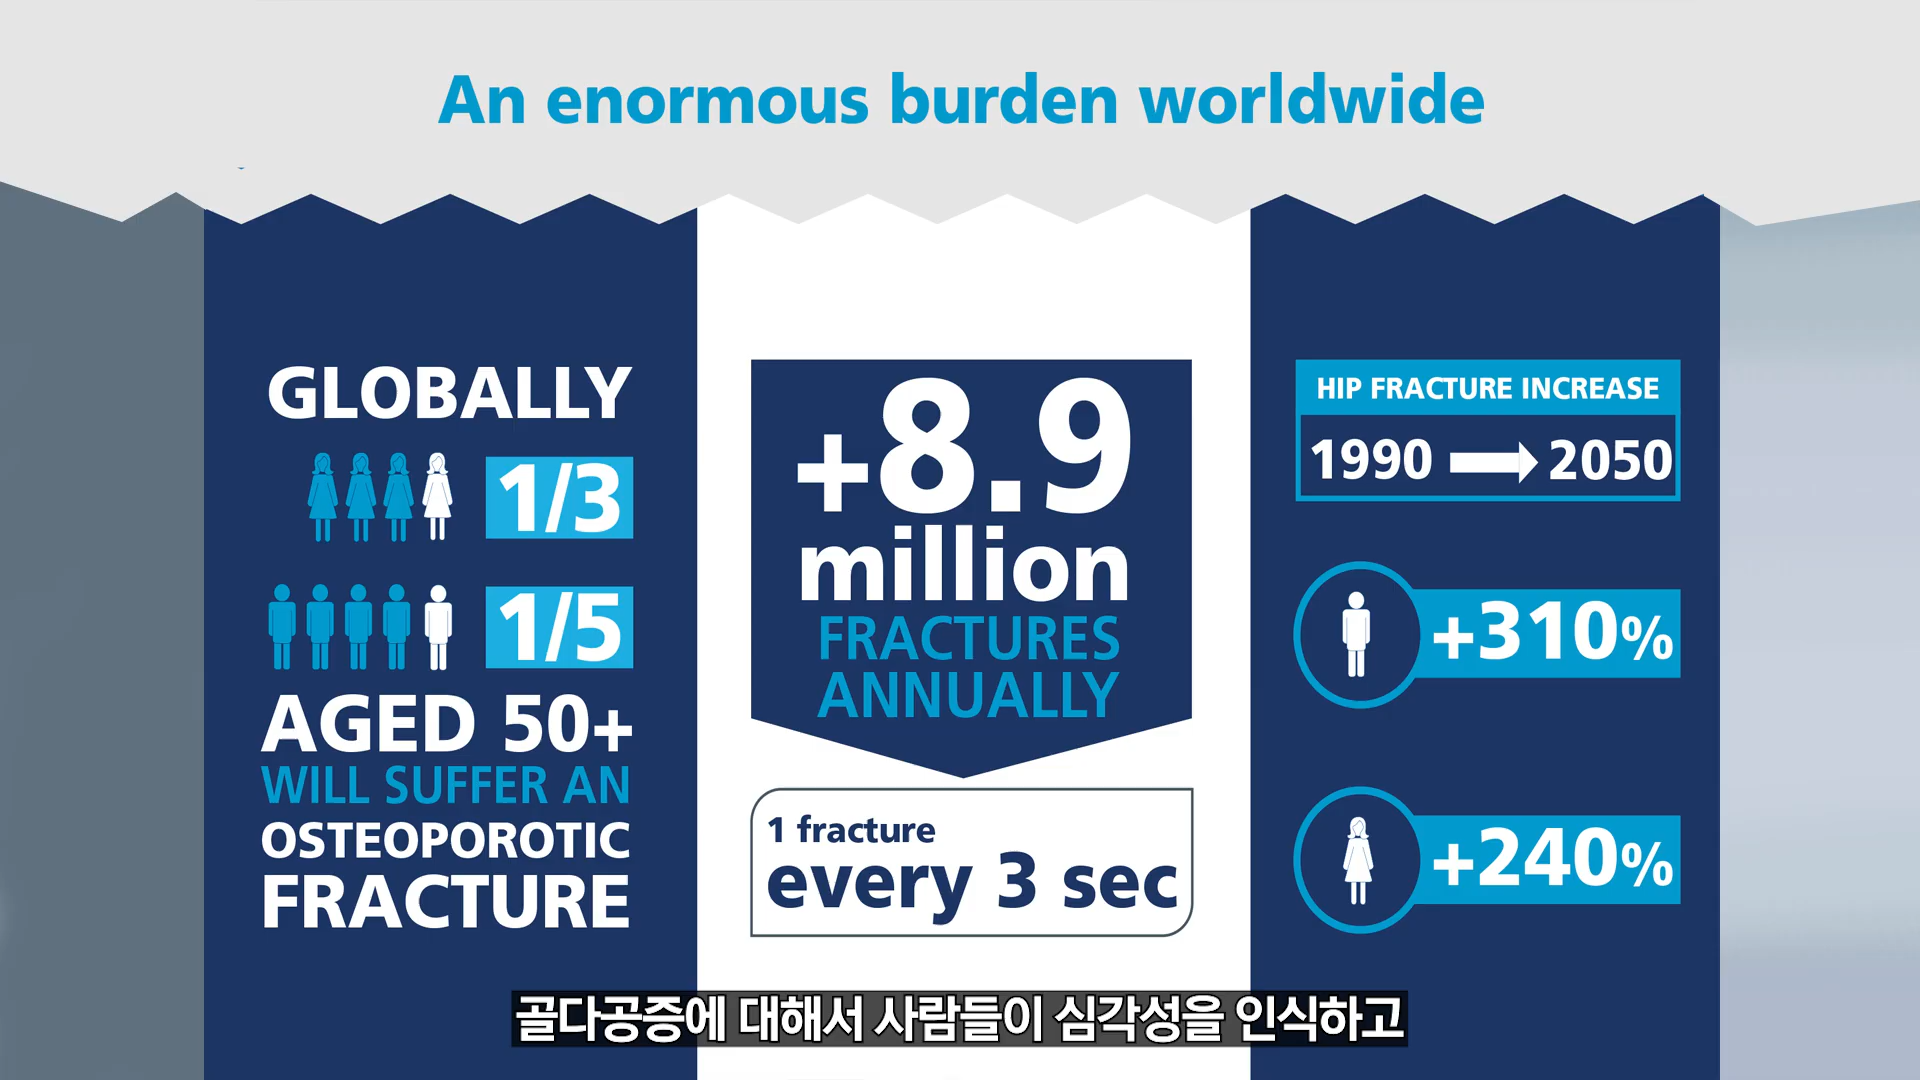 An enormous burden worldwide
GLOBALLY
1/3
1/5
AGED 50+
WILL SUFFER AN
OSTEOPOROTIC
FRACTURE
+8.9
million
FRACTURES
ANNUALLY
1 fracture
every 3 sec
HIP FRACTURE INCREASE
1990 2050
+310%
+240%
골다공증에 대해서 사람들이 심각성을 인식하고